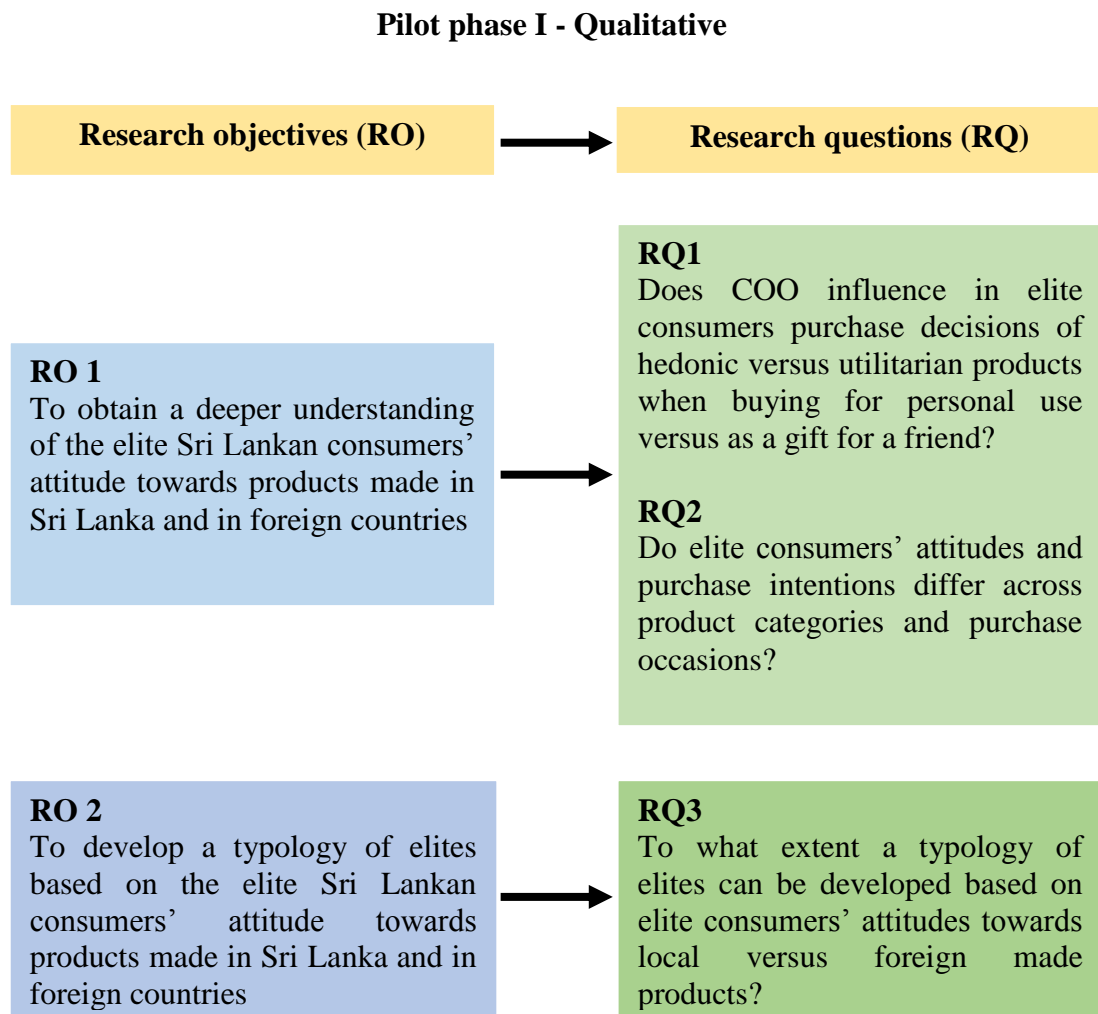 Pilot phase I - Qualitative
Research objectives (RO)
Research questions (RQ)
RO 1
To obtain a deeper understanding
of the elite Sri Lankan consumers’
attitude towards products made in
Sri Lanka and in foreign countries
RQ1
Does COO influence in elite
consumers purchase decisions of
hedonic versus utilitarian products
when buying for personal use
versus as a gift for a friend?
RQ2
Do elite consumers’ attitudes and
purchase intentions differ across
product categories and purchase
occasions?
RO 2
To develop a typology of elites
based on the elite Sri Lankan
consumers’ attitude towards
products made in Sri Lanka and in
foreign countries
RQ3
To what extent a typology of
elites can be developed based on
elite consumers’ attitudes towards
local versus foreign made
products?